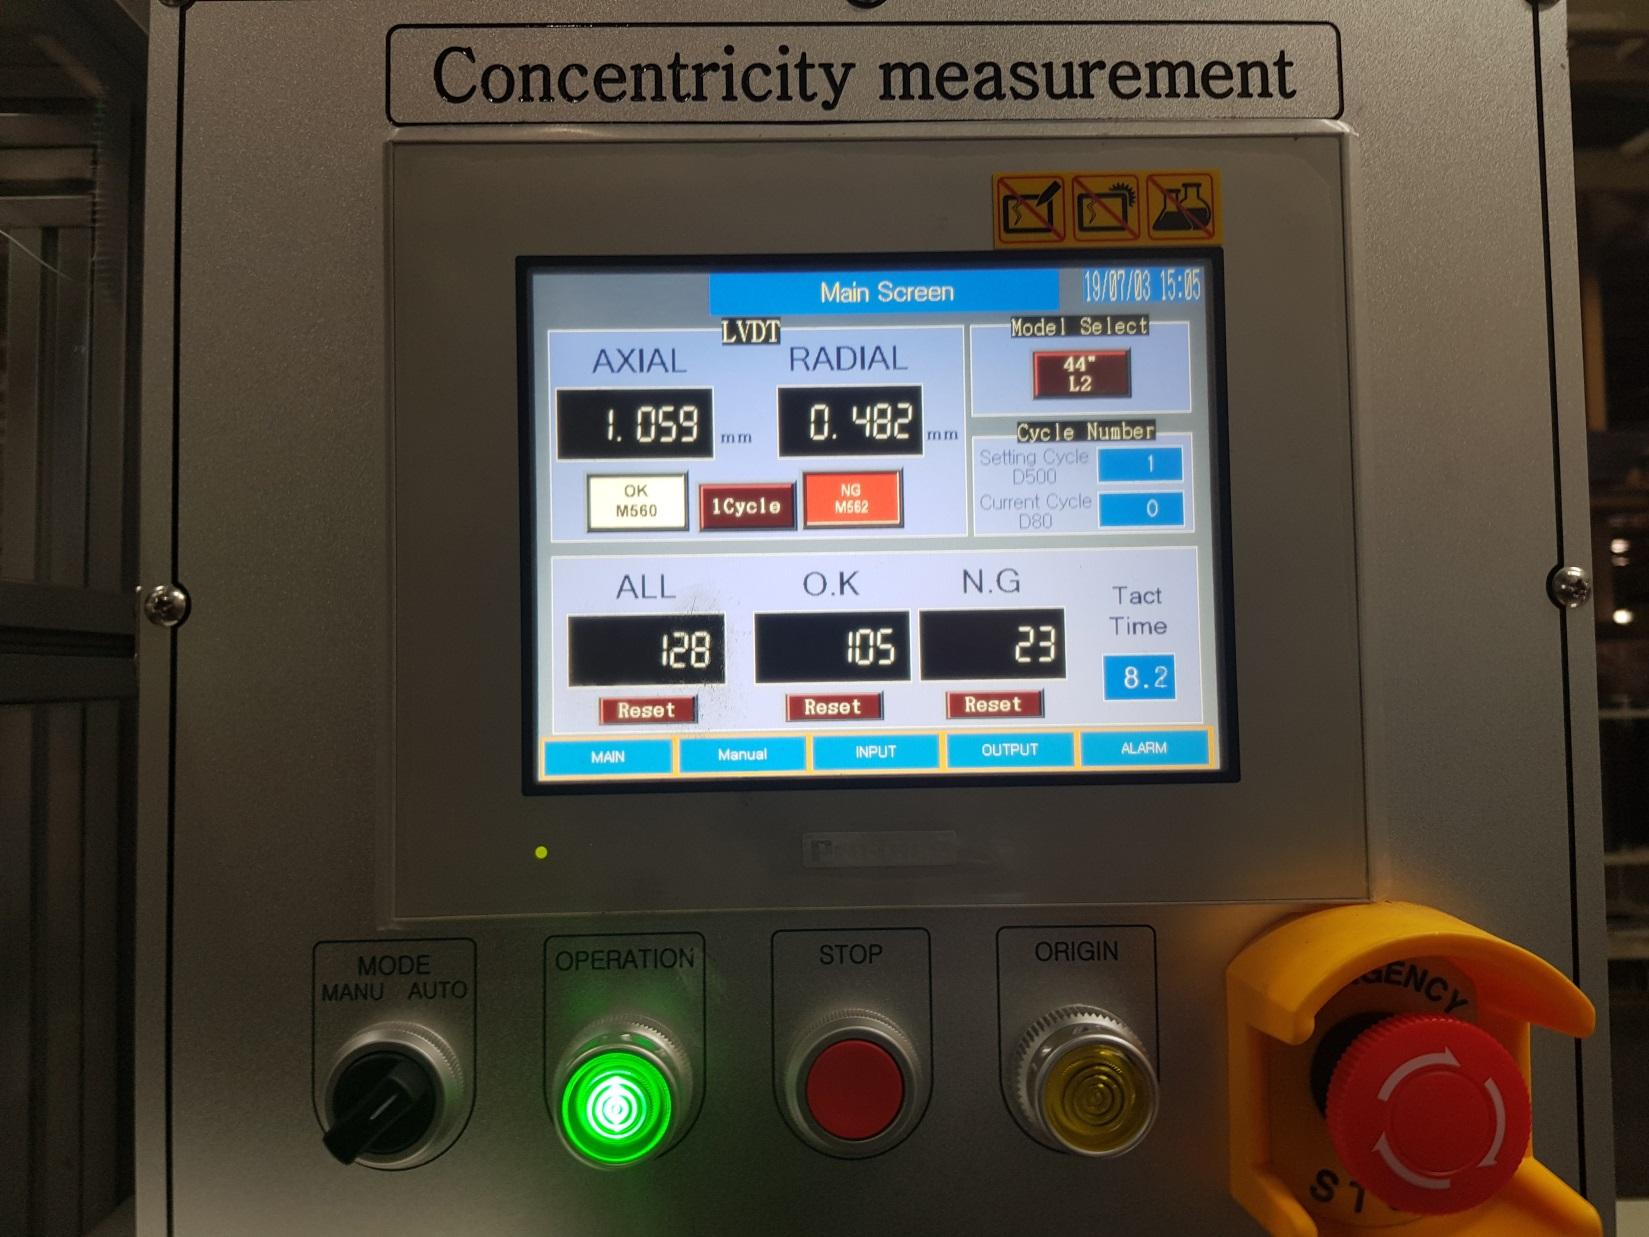 Concentricity measurement
Main Screen
19/07/03 15:05
LVDT
AXIAL
RADIAL
1.059 mm
0.482 mm
OK
M560
1Cycle
NG
M562
Model Select
44"
L2
Cycle Number
Setting Cycle
D500
1
Current Cycle
D80
0
ALL
O.K
N.G
128
105
23
Reset
Reset
Reset
Tact
Time
8.2
MAIN
Manual
INPUT
OUTPUT
ALARM
MODE
MANU AUTO
OPERATION
STOP
ORIGIN
GENCY